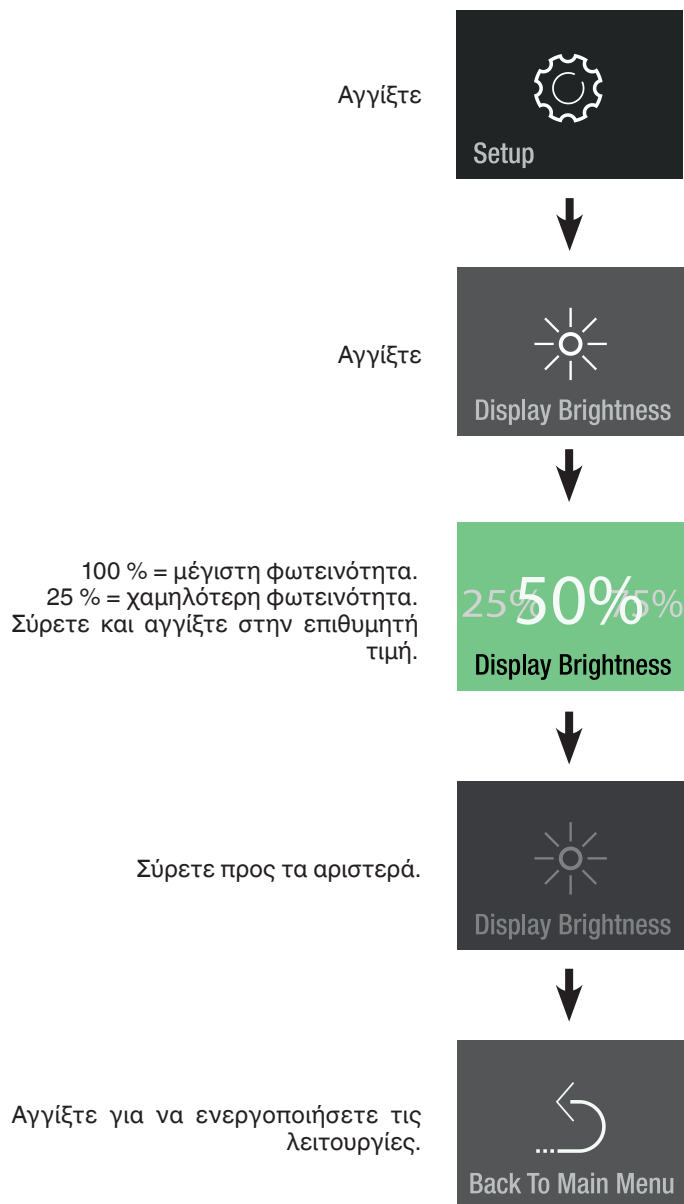 Αγγίξτε
Setup
Αγγίξτε
Display Brightness
100 % = μέγιστη φωτεινότητα.
25 % = χαμηλότερη φωτεινότητα.
Σύρετε και αγγίξτε στην επιθυμητή
τιμή.
25% 50% 75%
Display Brightness
Σύρετε προς τα αριστερά.
Display Brightness
Αγγίξτε για να ενεργοποιήσετε τις
λειτουργίες.
Back To Main Menu